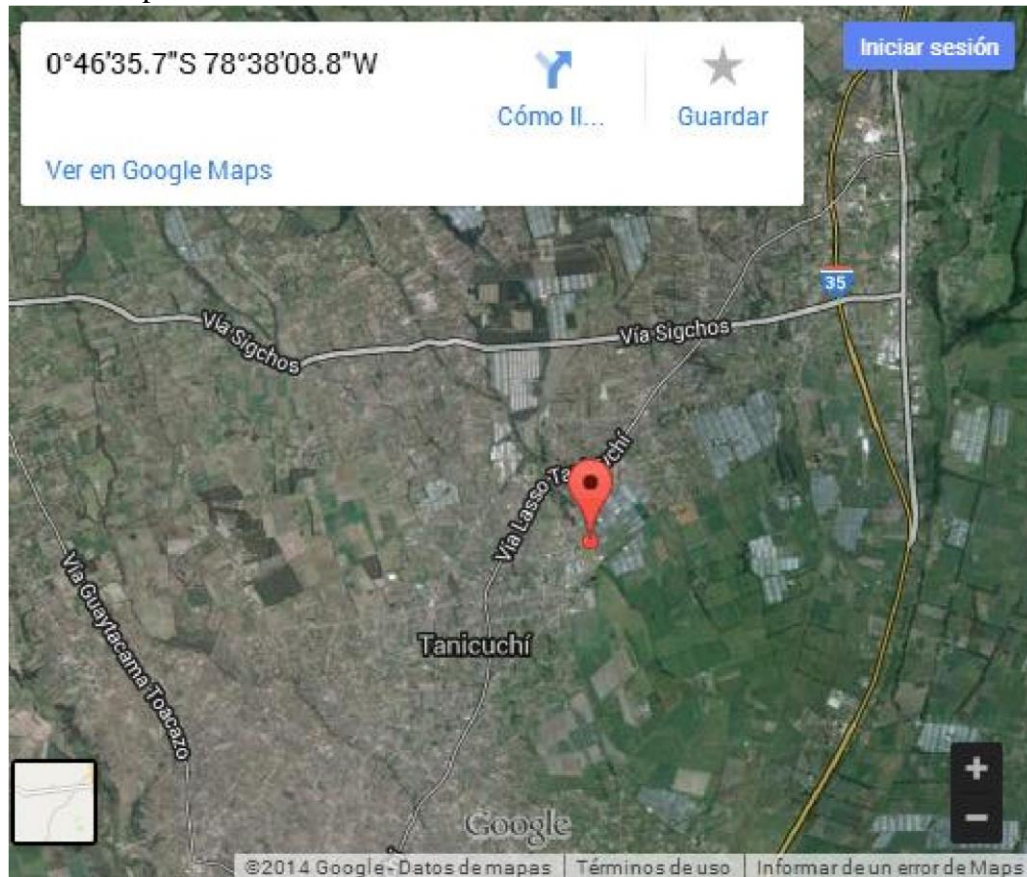 0°46'35.7"S 78°38'08.8"W
Cómo ll...
Guardar
Iniciar sesión
Ver en Google Maps
35
Vía Sigchos
Vía Sigchos
Vía Lasso
Vía Guaytacama Toacazo
Tanicuchí
Google
+
−
©2014 Google - Datos de mapas
Términos de uso
Informar de un error de Maps